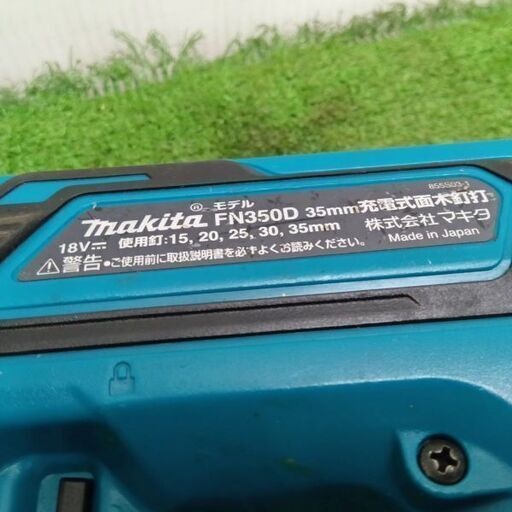 855S03-3
makita® モデル FN350D 35mm充電式面木釘打
18V⎓ 使用釘:15, 20, 25, 30, 35mm 株式会社マキタ
⚠警告 •ご使用前に取扱説明書を必ずよくお読みください。 Made in Japan